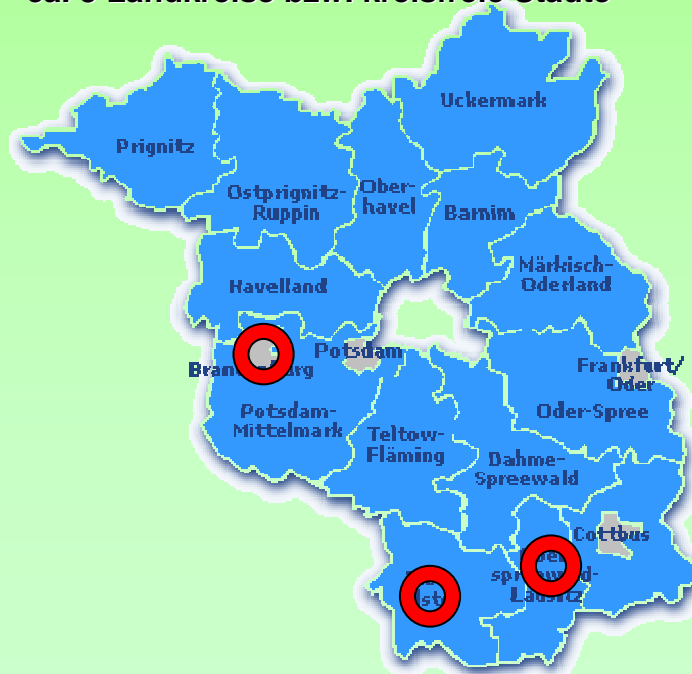 Uckermark
Prignitz
Ostprignitz-
Ruppin
Ober-
havel
Barnim
Märkisch-
Oderland
Havelland
Potsdam
Frankfurt/
Oder
Potsdam-
Mittelmark
Oder-Spree
Teltow-
Fläming
Dahme-
Spreewald
Cottbus
Lausitz